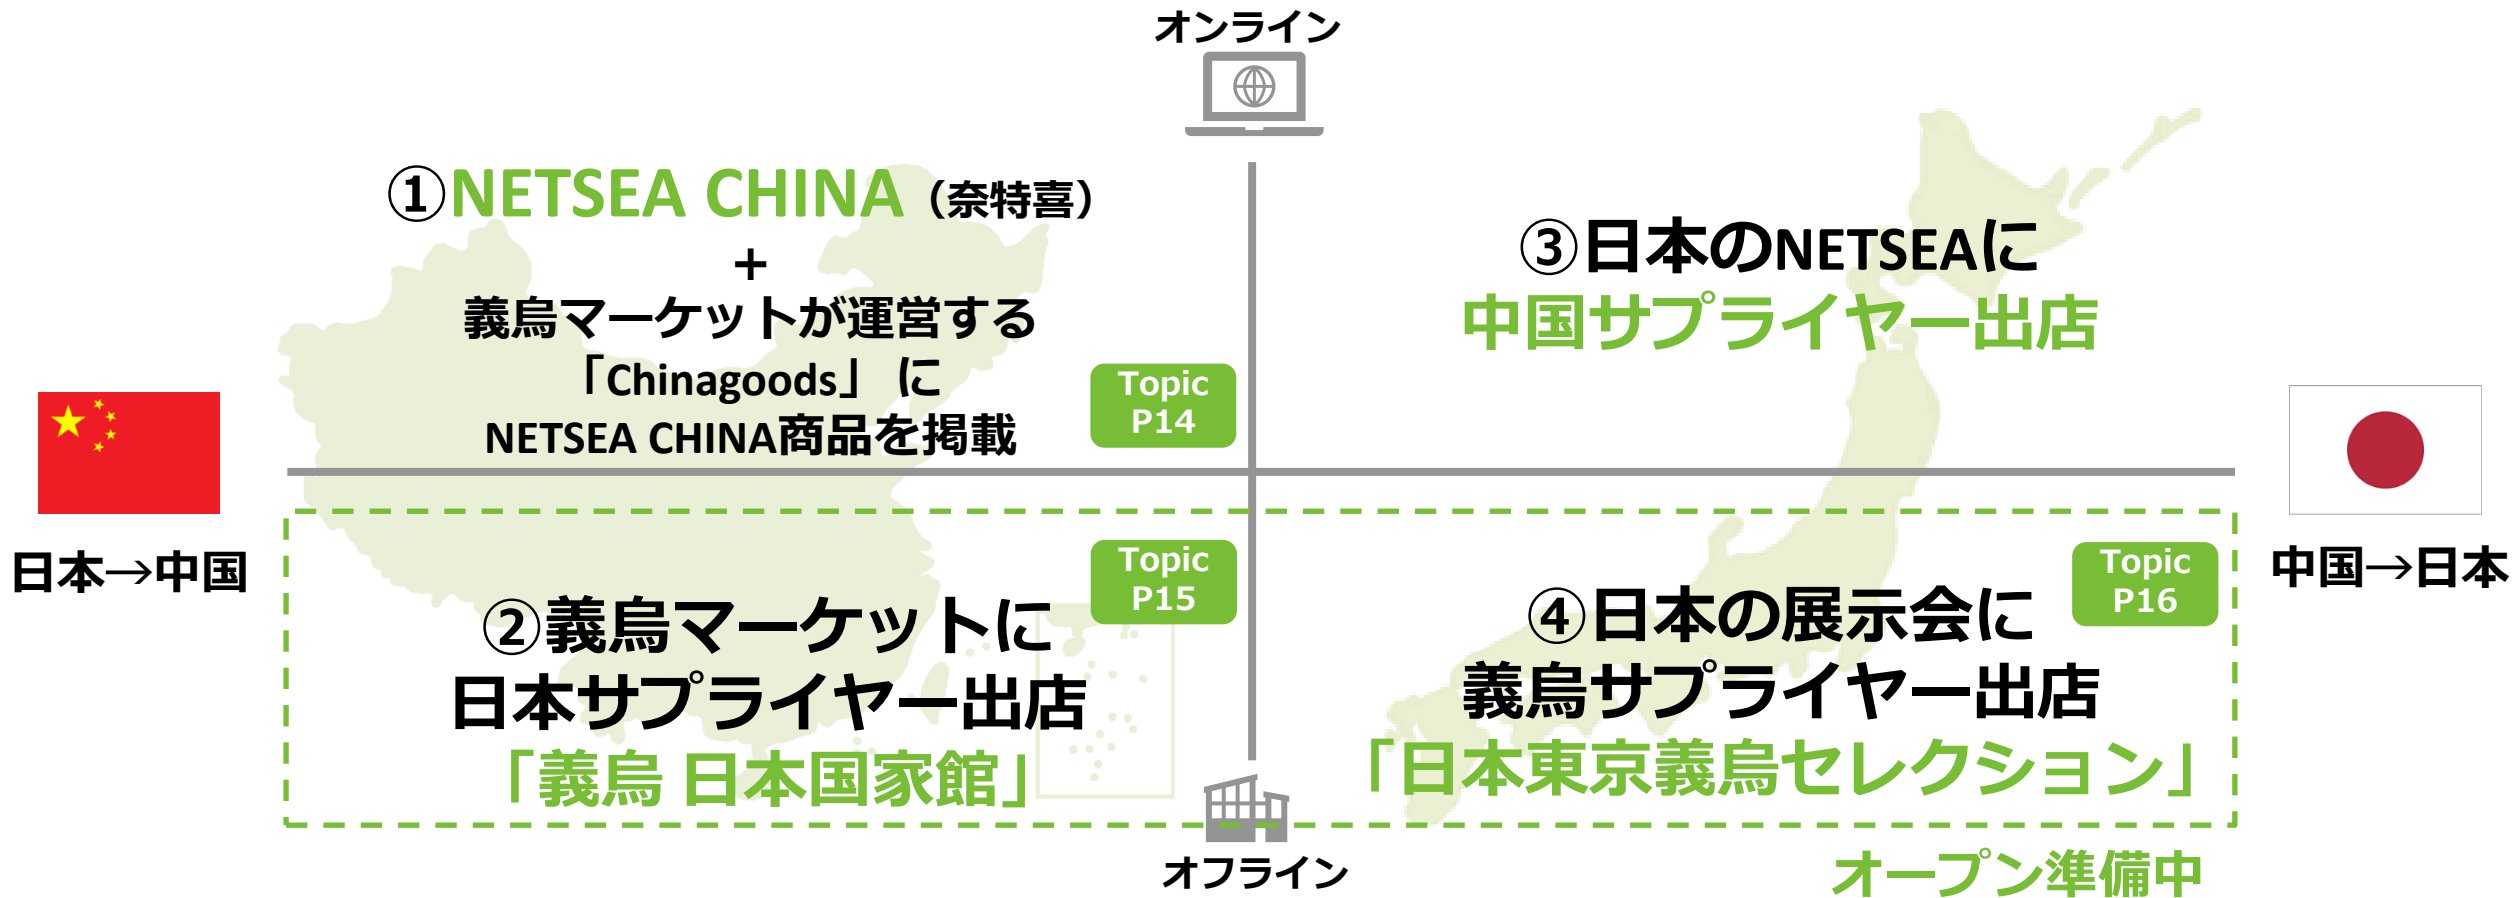 オンライン
①NETSEA CHINA（奈特喜）
+
義烏マーケットが運営する
「Chinagoods」に
NETSEA CHINA商品を掲載
Topic
P14
③日本のNETSEAに
中国サプライヤー出店
日本→中国
中国→日本
Topic
P15
②義烏マーケットに
日本サプライヤー出店
「義烏 日本国家館」
Topic
P16
④日本の展示会に
義烏サプライヤー出店
「日本東京義烏セレクション」
オフライン
オープン準備中